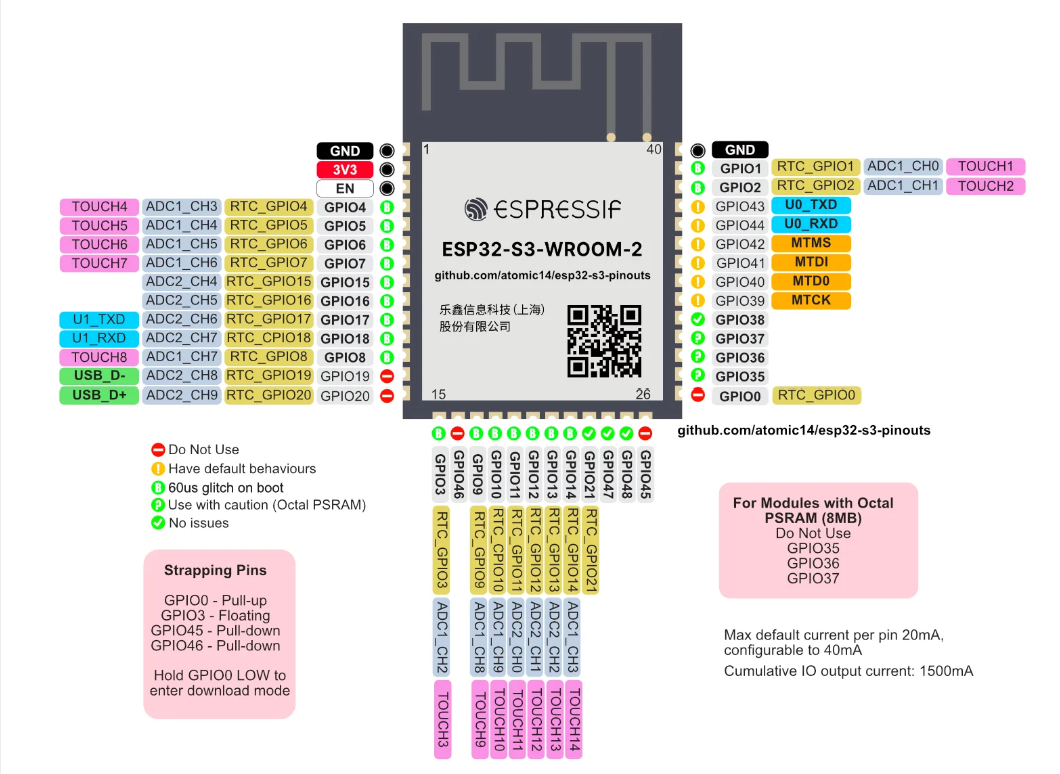 1
40
ESPRESSIF
ESP32-S3-WROOM-2
github.com/atomic14/esp32-s3-pinouts
乐鑫信息科技(上海)
股份有限公司
15
26
GND
3V3
EN
TOUCH4 ADC1_CH3 RTC_GPIO4 GPIO4
TOUCH5 ADC1_CH4 RTC_GPIO5 GPIO5
TOUCH6 ADC1_CH5 RTC_GPIO6 GPIO6
TOUCH7 ADC1_CH6 RTC_GPIO7 GPIO7
ADC2_CH4 RTC_GPIO15 GPIO15
ADC2_CH5 RTC_GPIO16 GPIO16
U1_TXD ADC2_CH6 RTC_GPIO17 GPIO17
U1_RXD ADC2_CH7 RTC_CPIO18 GPIO18
TOUCH8 ADC1_CH7 RTC_GPIO8 GPIO8
USB_D- ADC2_CH8 RTC_GPIO19 GPIO19
USB_D+ ADC2_CH9 RTC_GPIO20 GPIO20
GND
GPIO1 RTC_GPIO1 ADC1_CH0 TOUCH1
GPIO2 RTC_GPIO2 ADC1_CH1 TOUCH2
GPIO43 U0_TXD
GPIO44 U0_RXD
GPIO42 MTMS
GPIO41 MTDI
GPIO40 MTD0
GPIO39 MTCK
GPIO38
GPIO37
GPIO36
GPIO35
GPIO0 RTC_GPIO0
GPIO3 RTC_GPIO3 ADC1_CH2 TOUCH3
GPIO46
GPIO9 RTC_GPIO9 ADC1_CH8 TOUCH9
GPIO10 RTC_CPIO10 ADC1_CH9 TOUCH10
GPIO11 RTC_GPIO11 ADC2_CH0 TOUCH11
GPIO12 RTC_GPIO12 ADC2_CH1 TOUCH12
GPIO13 RTC_GPIO13 ADC2_CH2 TOUCH13
GPIO14 RTC_GPIO14 ADC1_CH3 TOUCH14
GPIO21 RTC_GPIO21
GPIO47
GPIO48
GPIO45
github.com/atomic14/esp32-s3-pinouts
Do Not Use
Have default behaviours
60us glitch on boot
Use with caution (Octal PSRAM)
No issues
Strapping Pins
GPIO0 - Pull-up
GPIO3 - Floating
GPIO45 - Pull-down
GPIO46 - Pull-down
Hold GPIO0 LOW to
enter download mode
For Modules with Octal
PSRAM (8MB)
Do Not Use
GPIO35
GPIO36
GPIO37
Max default current per pin 20mA,
configurable to 40mA
Cumulative IO output current: 1500mA